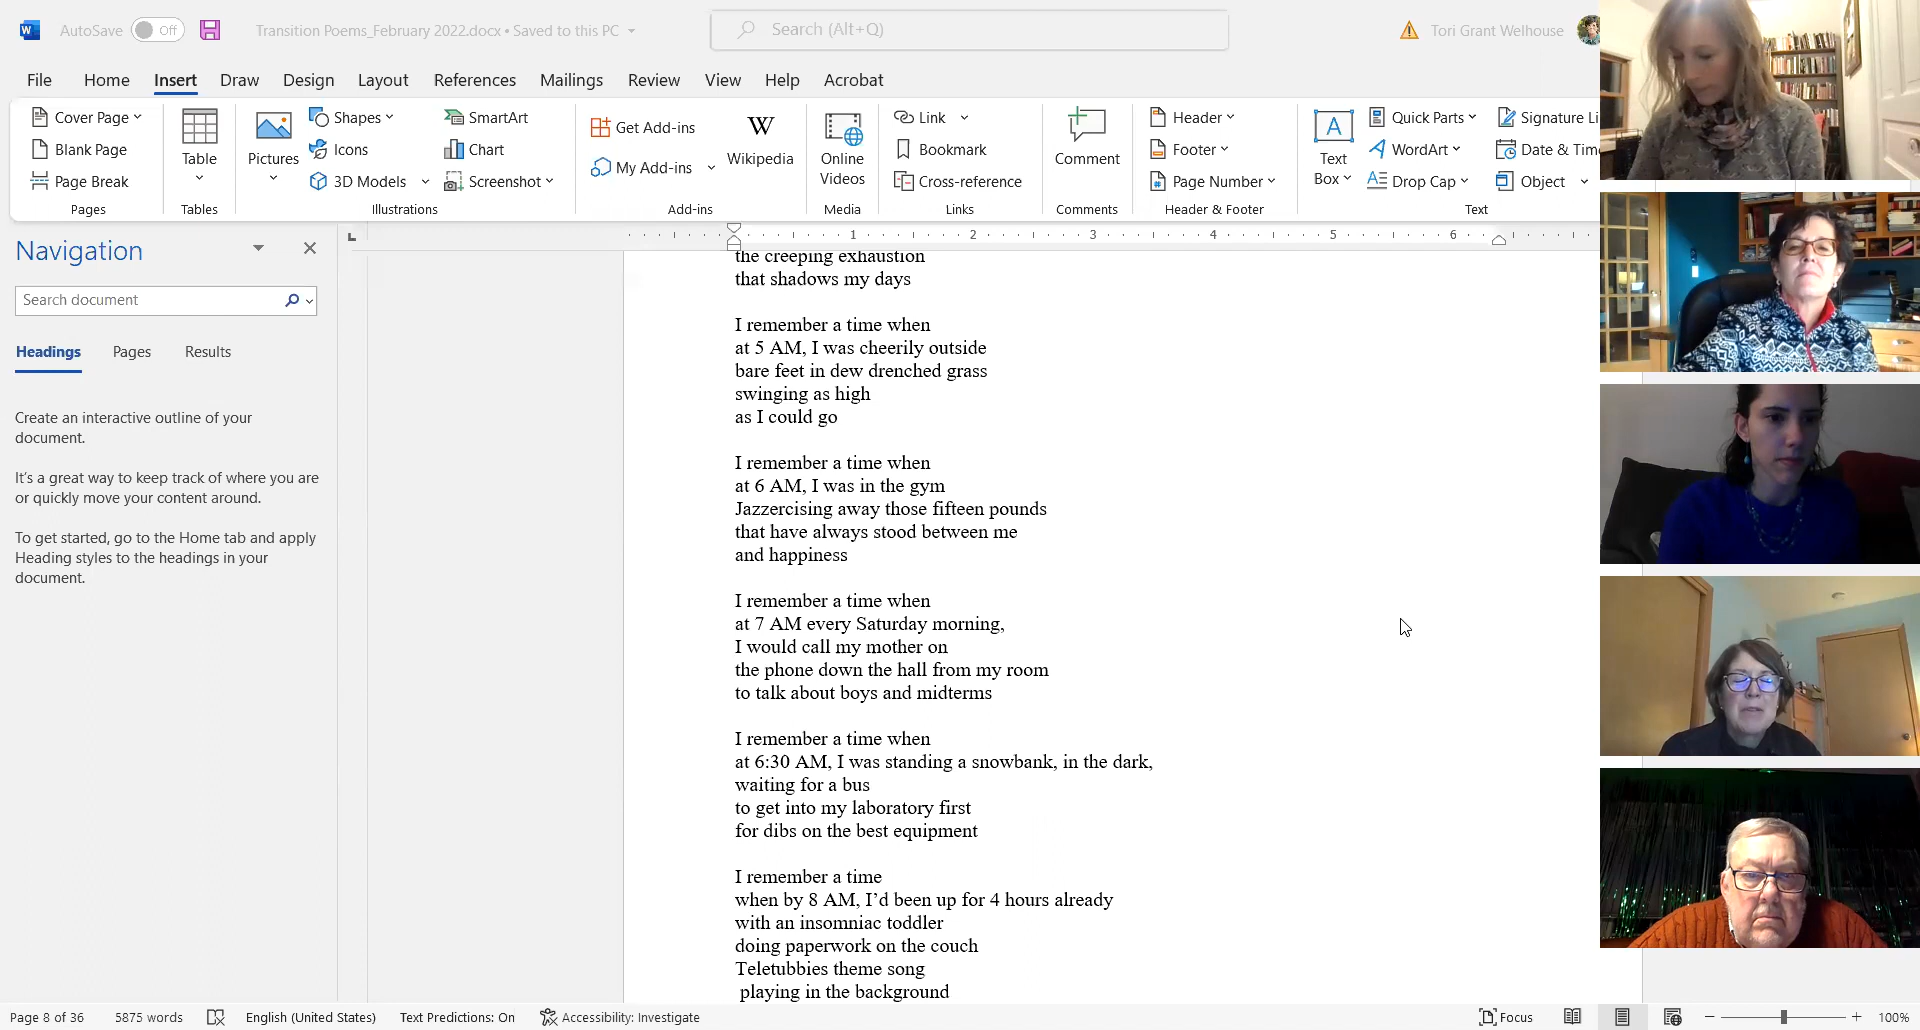 AutoSave Off Transition Poems_February 2022.docx • Saved to this PC Search (Alt+Q) Tori Grant Welhouse
File Home Insert Draw Design Layout References Mailings Review View Help Acrobat
Cover Page
Blank Page
Page Break
Pages
Table
Tables
Pictures
Shapes
Icons
3D Models
SmartArt
Chart
Screenshot
Illustrations
Get Add-ins
My Add-ins
W
Wikipedia
Add-ins
Online
Videos
Media
Link
Bookmark
Cross-reference
Links
Comment
Comments
Header
Footer
Page Number
Header & Footer
A
Text
Box
Quick Parts
WordArt
Drop Cap
Signature Li
Date & Time
Object
Text
Navigation
Search document
Headings Pages Results
Create an interactive outline of your
document.
It's a great way to keep track of where you are
or quickly move your content around.
To get started, go to the Home tab and apply
Heading styles to the headings in your
document.
1 2 3 4 5 6
the creeping exhaustion
that shadows my days
I remember a time when
at 5 AM, I was cheerily outside
bare feet in dew drenched grass
swinging as high
as I could go
I remember a time when
at 6 AM, I was in the gym
Jazzercising away those fifteen pounds
that have always stood between me
and happiness
I remember a time when
at 7 AM every Saturday morning,
I would call my mother on
the phone down the hall from my room
to talk about boys and midterms
I remember a time when
at 6:30 AM, I was standing a snowbank, in the dark,
waiting for a bus
to get into my laboratory first
for dibs on the best equipment
I remember a time
when by 8 AM, I’d been up for 4 hours already
with an insomniac toddler
doing paperwork on the couch
Teletubbies theme song
playing in the background
Page 8 of 36 5875 words English (United States) Text Predictions: On Accessibility: Investigate Focus 100%